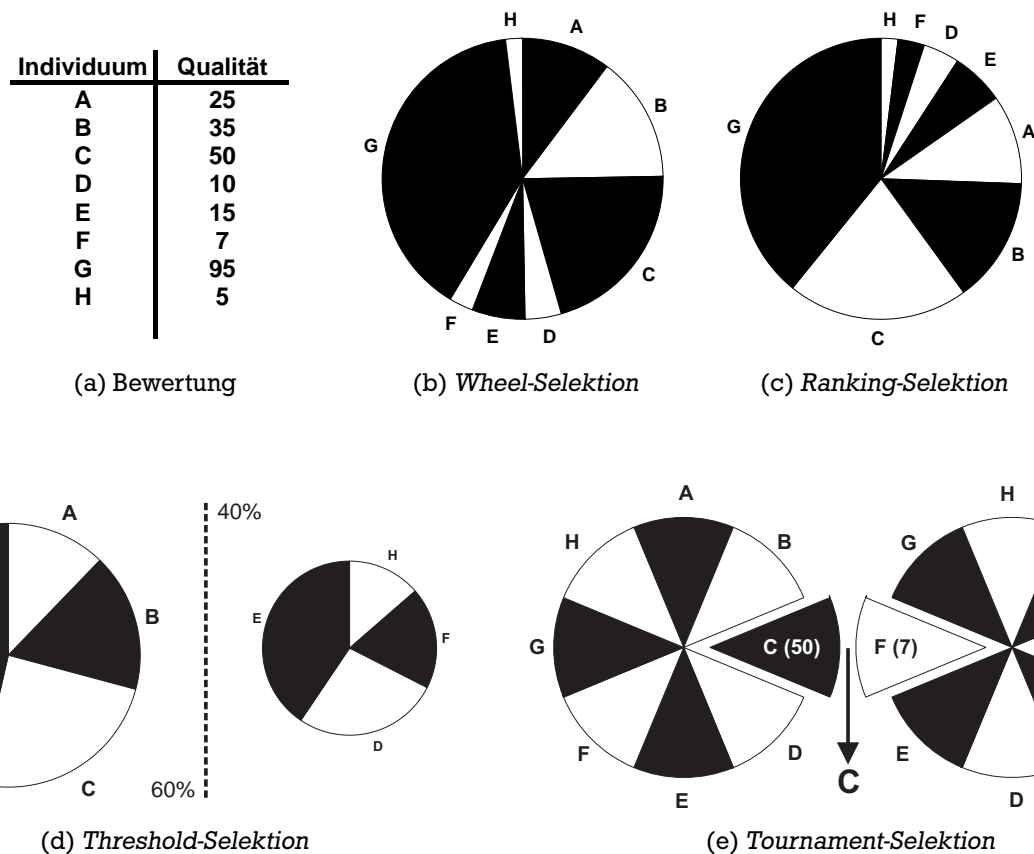 Individuum Qualität
A 25
B 35
C 50
D 10
E 15
F 7
G 95
H 5
(a) Bewertung
H
A
B
C
D
E
F
G
(b) Wheel-Selektion
H
F
D
E
A
B
C
G
(c) Ranking-Selektion
A
B
C
40%
60%
H
F
D
E
(d) Threshold-Selektion
A
B
C (50)
D
E
F
G
H
C
H
G
F (7)
E
D
(e) Tournament-Selektion